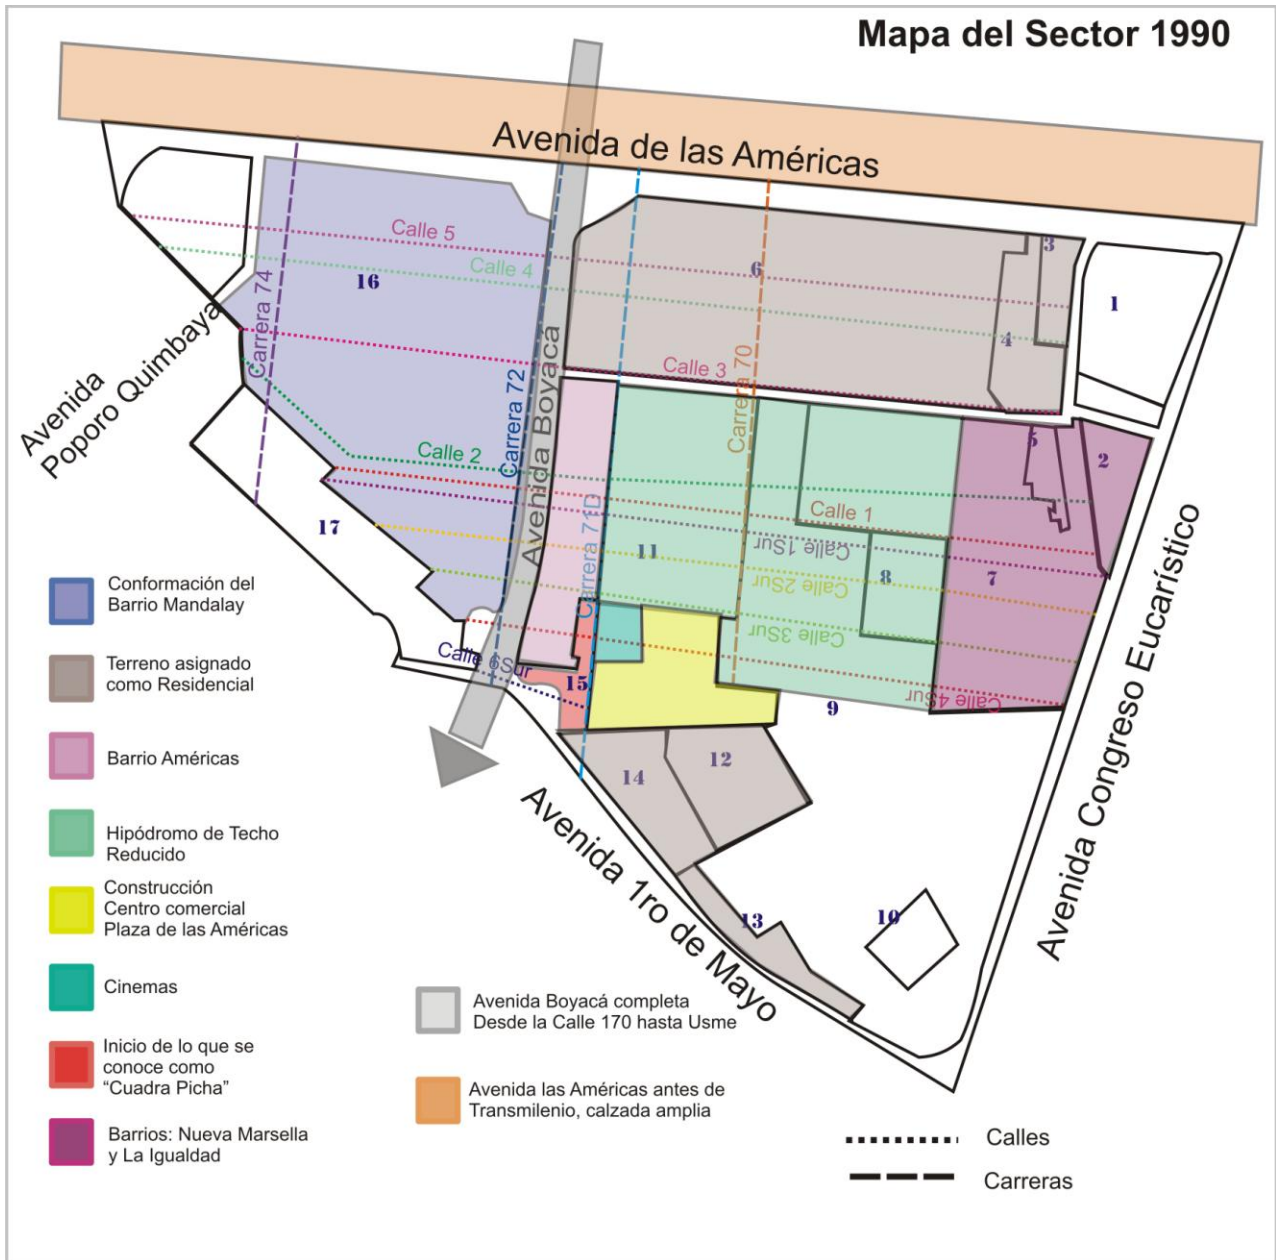 Mapa del Sector 1990
Avenida de las Américas
3
Calle 5
Calle 4
6
16
1
Carrera 74
Avenida
Poporo Quimbaya
4
Calle 3
Carrera 72
Avenida Boyacá
Carrera 70
5
2
Calle 2
Calle 1
Carrera 71D
17
11
Calle 1Sur
8
7
Calle 2Sur
Calle 3Sur
Calle 6Sur
15
Calle 4Sur
9
12
14
Avenida Congreso Eucarístico
Avenida 1ro de Mayo
13
10
Conformación del
Barrio Mandalay
Terreno asignado
como Residencial
Barrio Américas
Hipódromo de Techo
Reducido
Construcción
Centro comercial
Plaza de las Américas
Cinemas
Inicio de lo que se
conoce como
“Cuadra Picha”
Barrios: Nueva Marsella
y La Igualdad
Avenida Boyacá completa
Desde la Calle 170 hasta Usme
Avenida las Américas antes de
Transmilenio, calzada amplia
Calles
Carreras